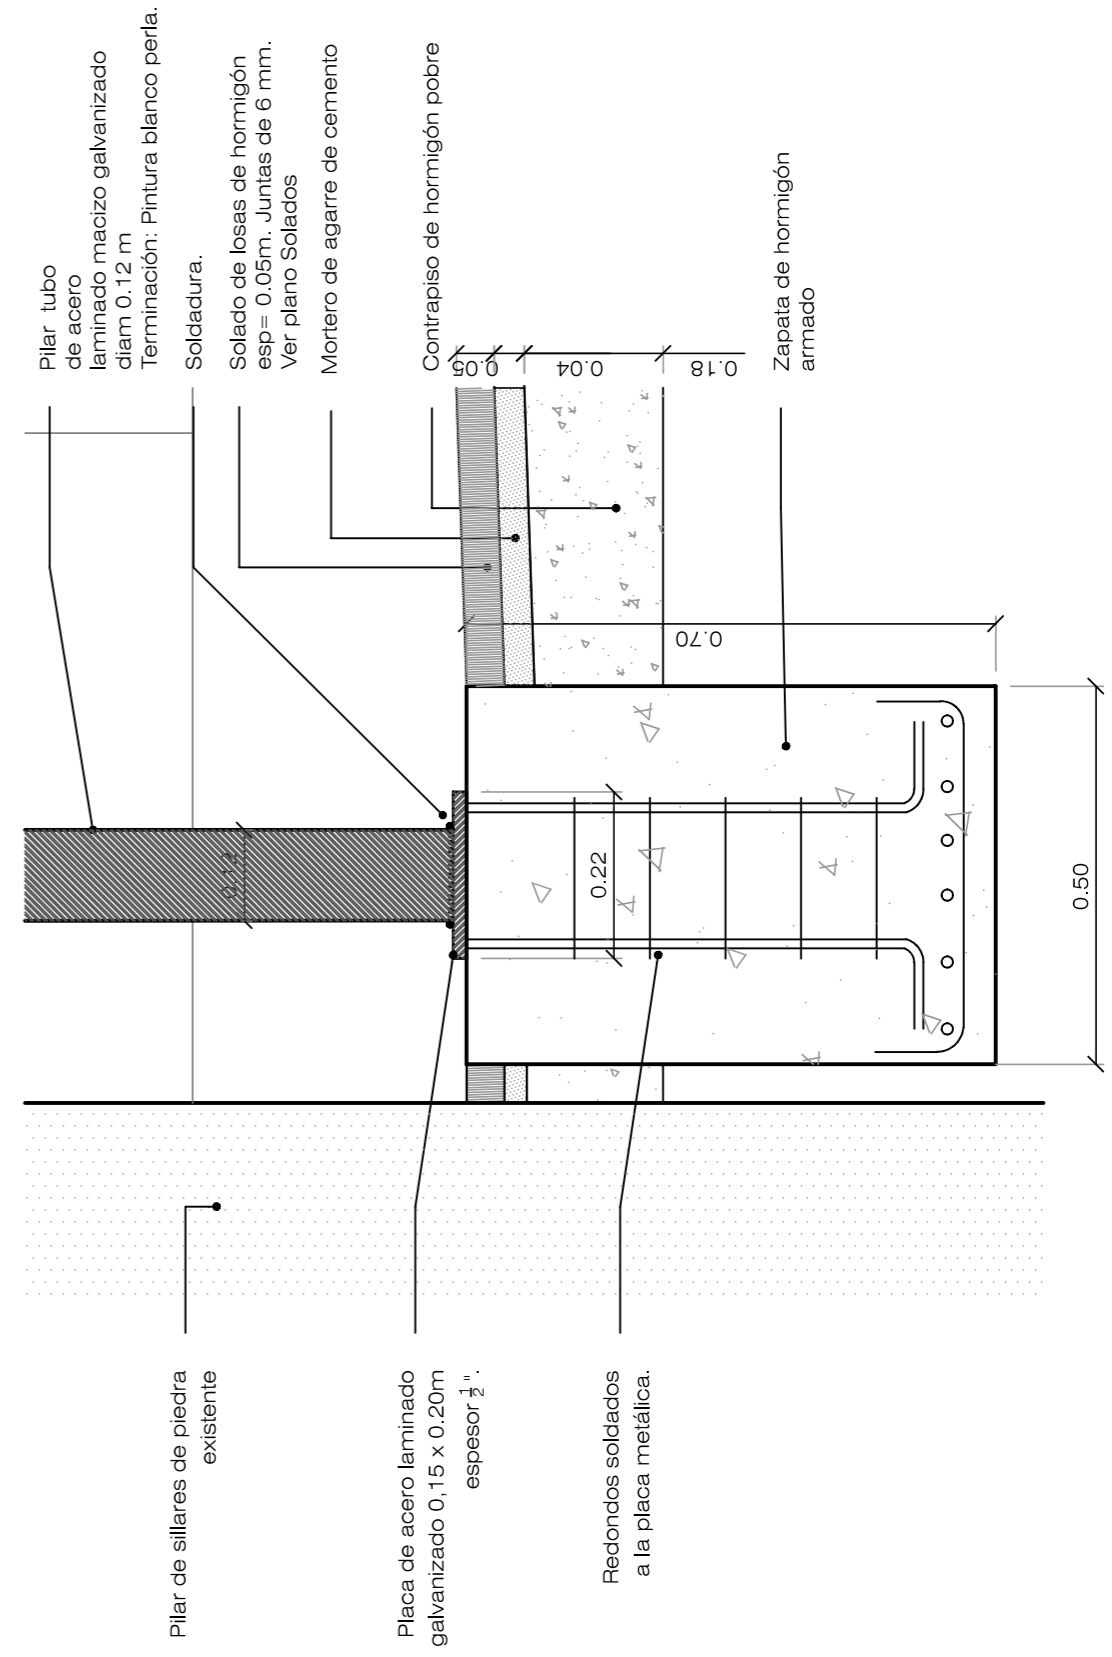 Pilar tubo
de acero
laminado macizo galvanizado
diam 0.12 m
Terminación: Pintura blanco perla.
Soldadura.
Solado de losas de hormigón
esp= 0.05m. Juntas de 6 mm.
Ver plano Solados
Mortero de agarre de cemento
Contrapiso de hormigón pobre
Zapata de hormigón
armado
0.05
0.04
0.18
0.70
0.12
0.22
0.50
Pilar de sillares de piedra
existente
Placa de acero laminado
galvanizado 0,15 x 0.20m
espesor 1/2".
Redondos soldados
a la placa metálica.